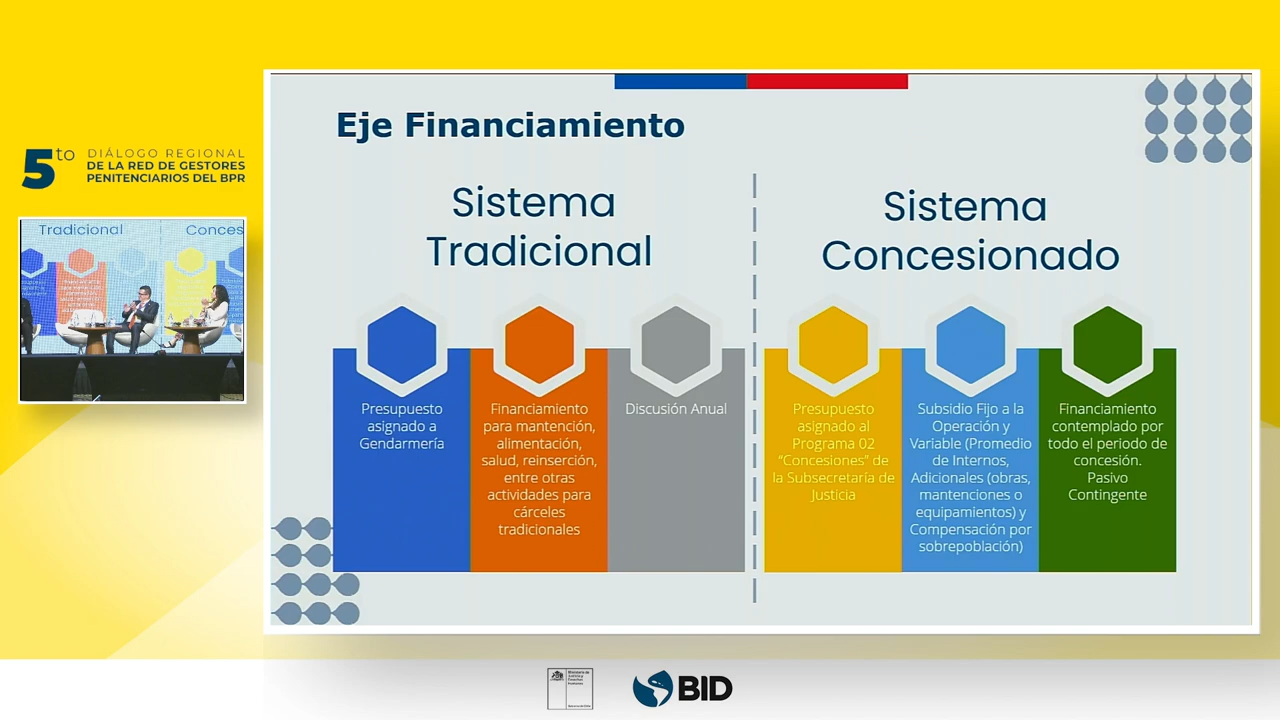 5to
DIÁLOGO REGIONAL
DE LA RED DE GESTORES
PENITENCIARIOS DEL BPR
Tradicional
Conces
Eje Financiamiento
Sistema
Tradicional
Presupuesto
asignado a
Gendarmería
Financiamiento
para mantención,
alimentación,
salud, reinserción,
entre otras
actividades para
cárceles
tradicionales
Discusión Anual
Sistema
Concesionado
Presupuesto
asignado al
Programa 02
“Concesiones” de
la Subsecretaría de
Justicia
Subsidio Fijo a la
Operación y
Variable (Promedio
de Internos,
Adicionales (obras,
mantenciones o
equipamientos) y
Compensación por
sobrepoblación)
Financiamiento
contemplado por
todo el periodo de
concesión.
Pasivo
Contingente
BID